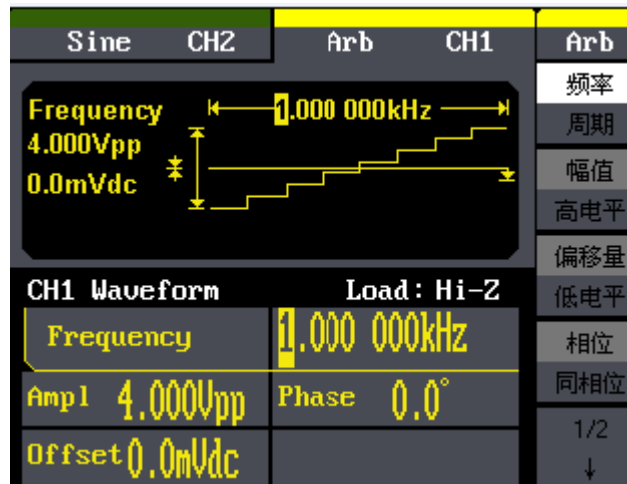 Sine CH2 Arb CH1 Arb
Frequency 1.000 000kHz
4.000Vpp
0.0mVdc
CH1 Waveform Load: Hi-Z
Frequency 1.000 000kHz
Ampl 4.000Vpp Phase 0.0°
Offset 0.0mVdc
频率
周期
幅值
高电平
偏移量
低电平
相位
同相位
1/2
↓